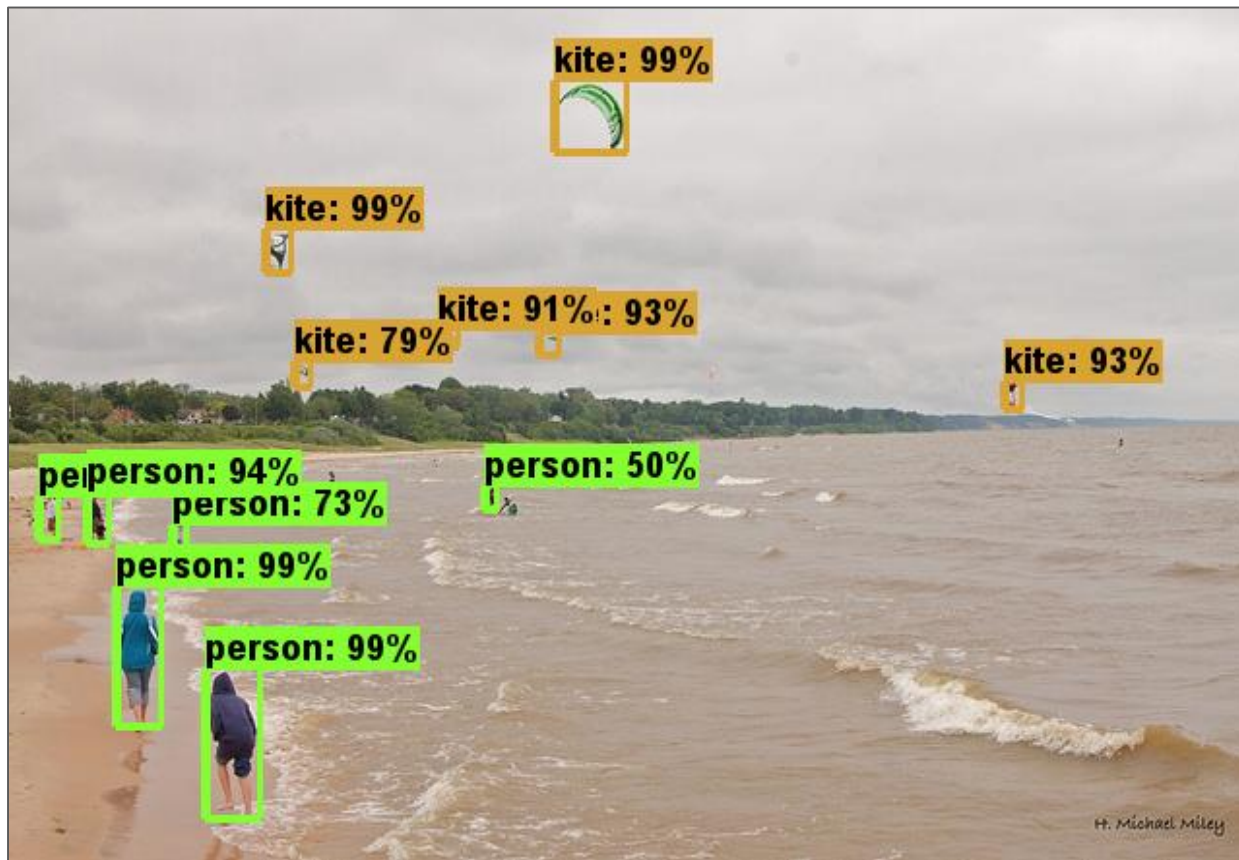 kite: 99%
kite: 99%
kite: 91%
: 93%
kite: 79%
kite: 93%
person: 94%
person: 50%
person: 73%
person: 99%
person: 99%
H. Michael Miley